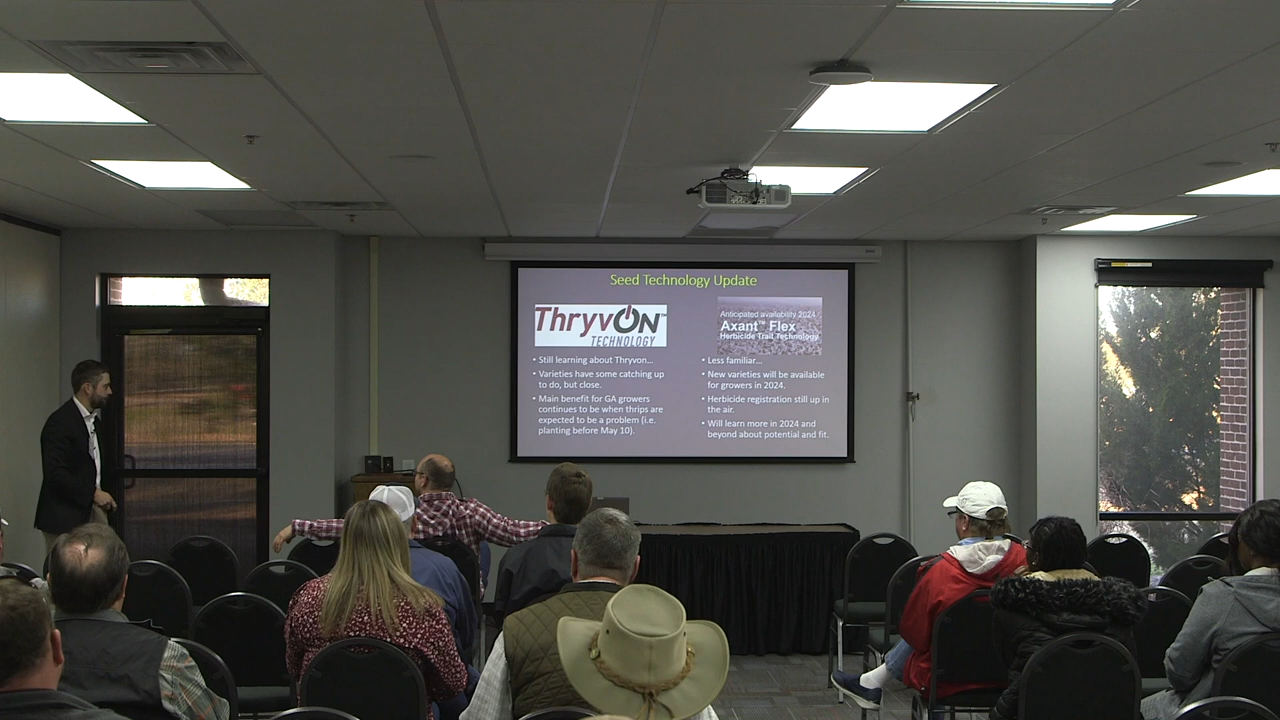 Seed Technology Update
ThryvON™
TECHNOLOGY
• Still learning about Thryvon...
• Varieties have some catching up
to do, but close.
• Main benefit for GA growers
continues to be when thrips are
expected to be a problem (i.e.
planting before May 10).
Anticipated availability 2024
Axant™ Flex
Herbicide Trait Technology
• Less familiar...
• New varieties will be available
for growers in 2024.
• Herbicide registration still up in
the air.
• Will learn more in 2024 and
beyond about potential and fit.